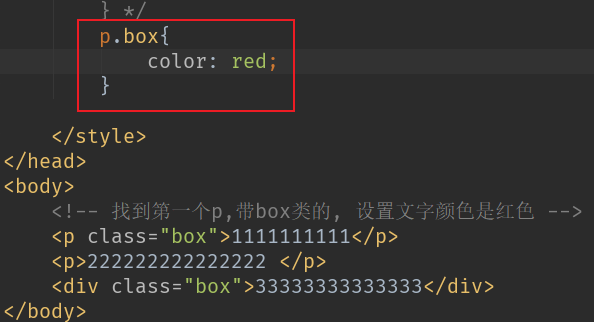 } */
p.box{
color: red;
}
</style>
</head>
<body>
<!-- 找到第一个p,带box类的, 设置文字颜色是红色 -->
<p class="box">1111111111</p>
<p>222222222222222 </p>
<div class="box">33333333333333</div>
</body>